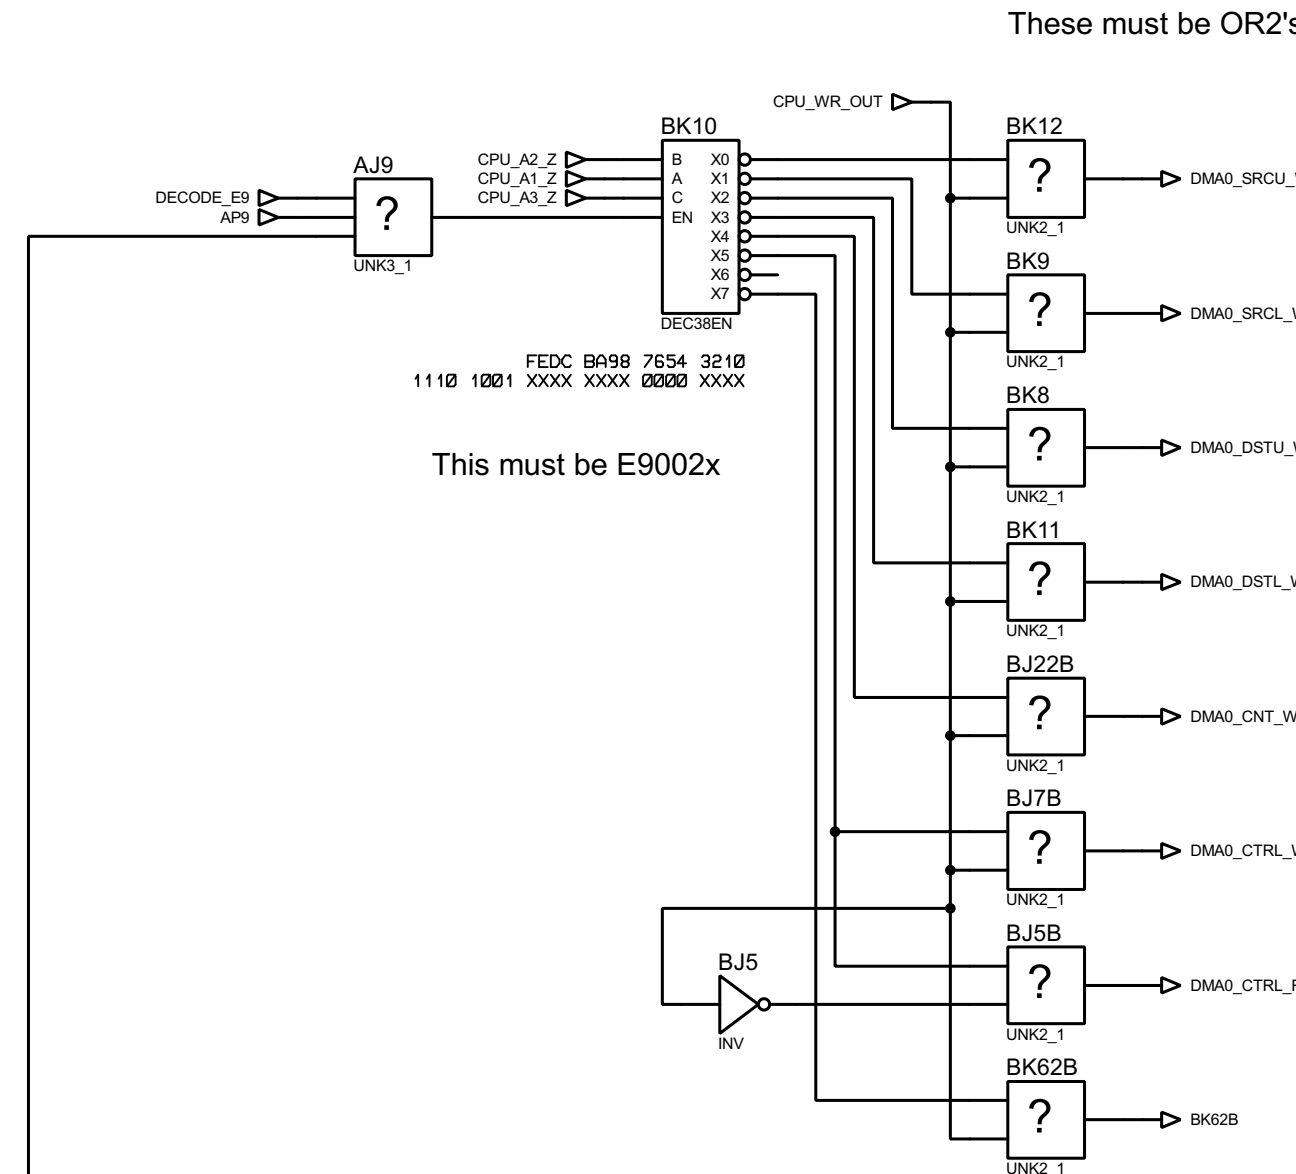 These must be OR2's
CPU_WR_OUT
BK10
BK12
AJ9
CPU_A2_Z
B X0
?
CPU_A1_Z
A X1
DECODE_E9
?
CPU_A3_Z
C X2
DMA0_SRCU_
AP9
EN X3
X4
UNK2_1
UNK3_1
X5
BK9
X6
X7
?
DMA0_SRCL_
DEC38EN
UNK2_1
FEDC BA98 7654 3210
1110 1001 XXXX XXXX 0000 XXXX
BK8
?
DMA0_DSTU_
This must be E9002x
UNK2_1
BK11
?
DMA0_DSTL_
UNK2_1
BJ22B
?
DMA0_CNT_W
UNK2_1
BJ7B
?
DMA0_CTRL_
UNK2_1
BJ5B
BJ5
?
DMA0_CTRL_
INV
UNK2_1
BK62B
?
BK62B
UNK2_1